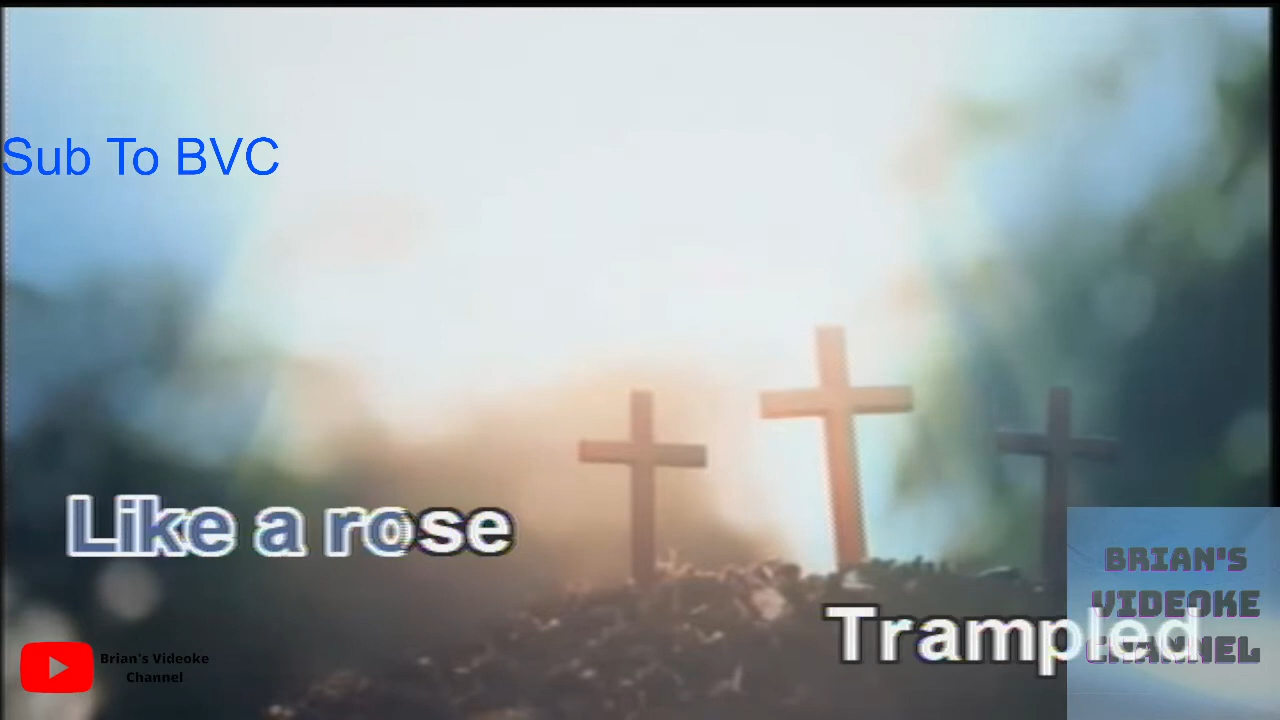 Sub To BVC
Like a rose
Trampled
BRIAN'S
VIDEOKE
CHANNEL
Brian's Videoke
Channel